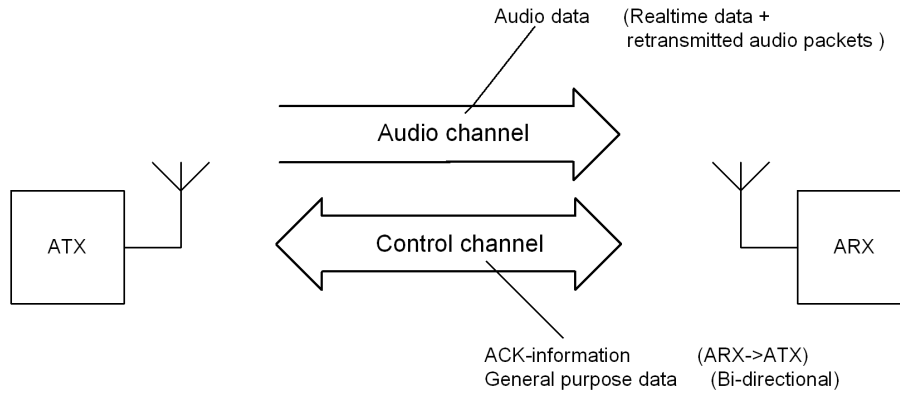 Audio data (Realtime data +
retransmitted audio packets )
Audio channel
ATX
Control channel
ARX
ACK-information (ARX->ATX)
General purpose data (Bi-directional)